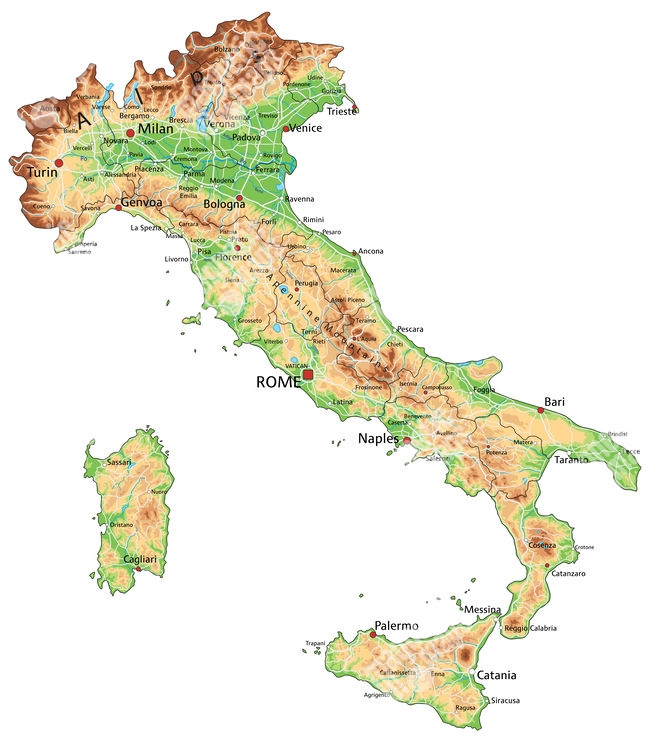 Bolzano
Udine
Pordenone
Gorizia
Sondrio
Verbania
Aosta
Varese
Como
Lecco
Bergamo
Treviso
Trieste
A
I
P
Biella
Milan
Brescia
Verona
Vicenza
Padova
Venice
Novara
Lodi
Vercelli
Pavia
Montova
Rovigo
Turin
Po
Cremona
Asti
Alessandria
Piacenza
Parma
Ferrara
Modena
Reggio
Emilia
Cuneo
Savona
Genvoa
Bologna
Ravenna
Imperia
Sanremo
La Spezia
Carrara
Massa
Forli
Rimini
Pesaro
Pistoia
Prato
Lucca
Urbino
Ancona
Livorno
Pisa
Florence
Arezzo
Macerata
Siena
Perugia
Apennine Mountains
Ascoli Piceno
Grosseto
Terni
Teramo
Viterbo
Rieti
L'Aquila
Pescara
Chieti
VATICAN
ROME
Frosinone
Isernia
Campobasso
Latina
Foggia
Bari
Caserta
Benevento
Naples
Avellino
Salerno
Potenza
Matera
Taranto
Brindisi
Lecce
Sassari
Nuoro
Oristano
Cagliari
Cosenza
Crotone
Catanzaro
Messina
Reggio Calabria
Palermo
Trapani
Caltanissetta
Enna
Catania
Agrigento
Siracusa
Ragusa